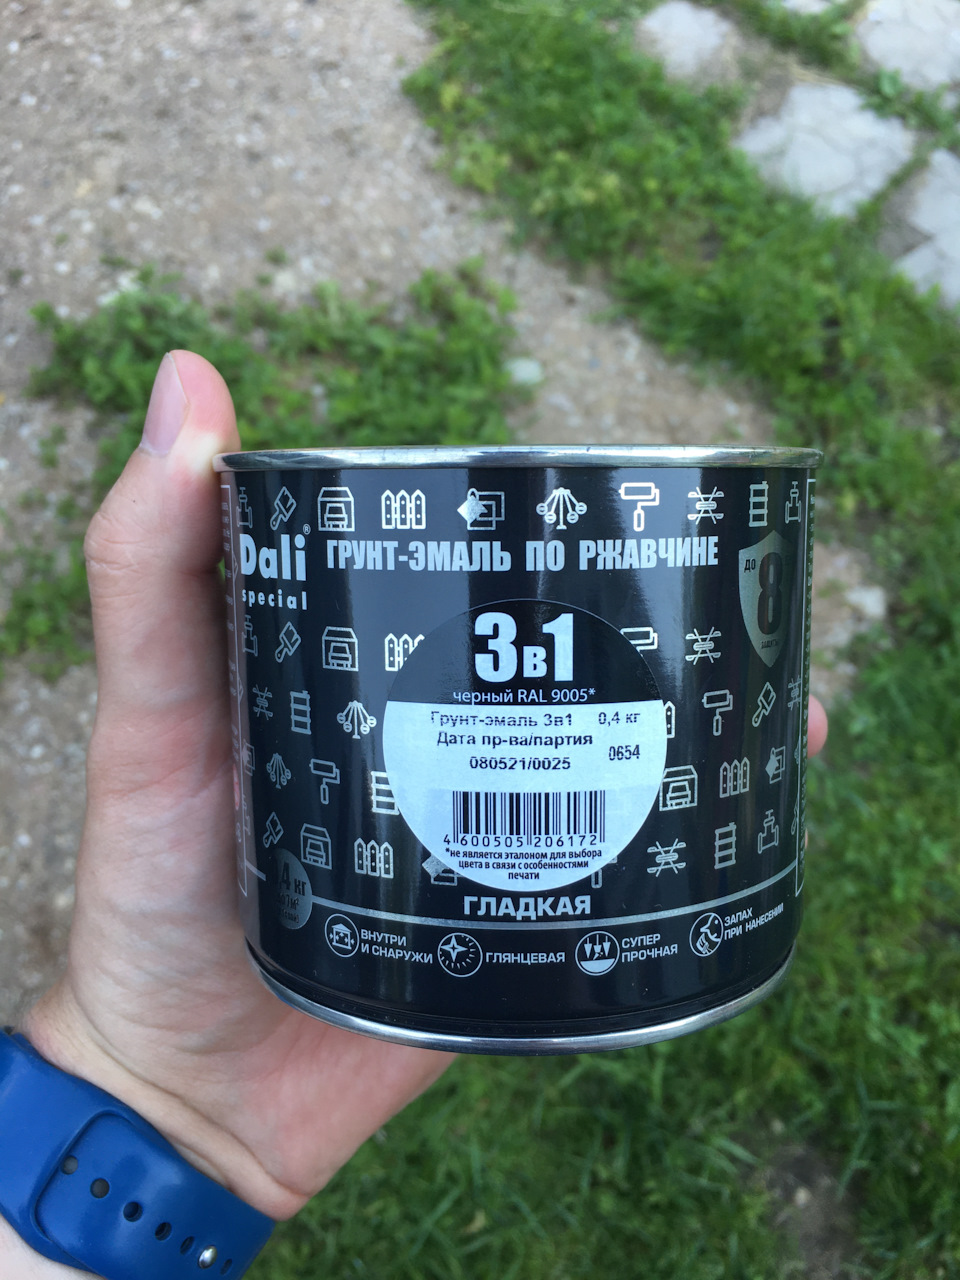 Dali®
special
ГРУНТ-ЭМАЛЬ ПО РЖАВЧИНЕ
ДО
8
3в1
черный RAL 9005*
Грунт-эмаль 3в1 0,4 кг
Дата пр-ва/партия
080521/0025
0654
4 600505 206172
*не является эталоном для выбора
цвета в связи с особенностями
печати
ГЛАДКАЯ
4 кг
ВНУТРИ
И СНАРУЖИ
ГЛЯНЦЕВАЯ
СУПЕР
ПРОЧНАЯ
ЗАПАХ
ПРИ НАНЕСЕНИИ